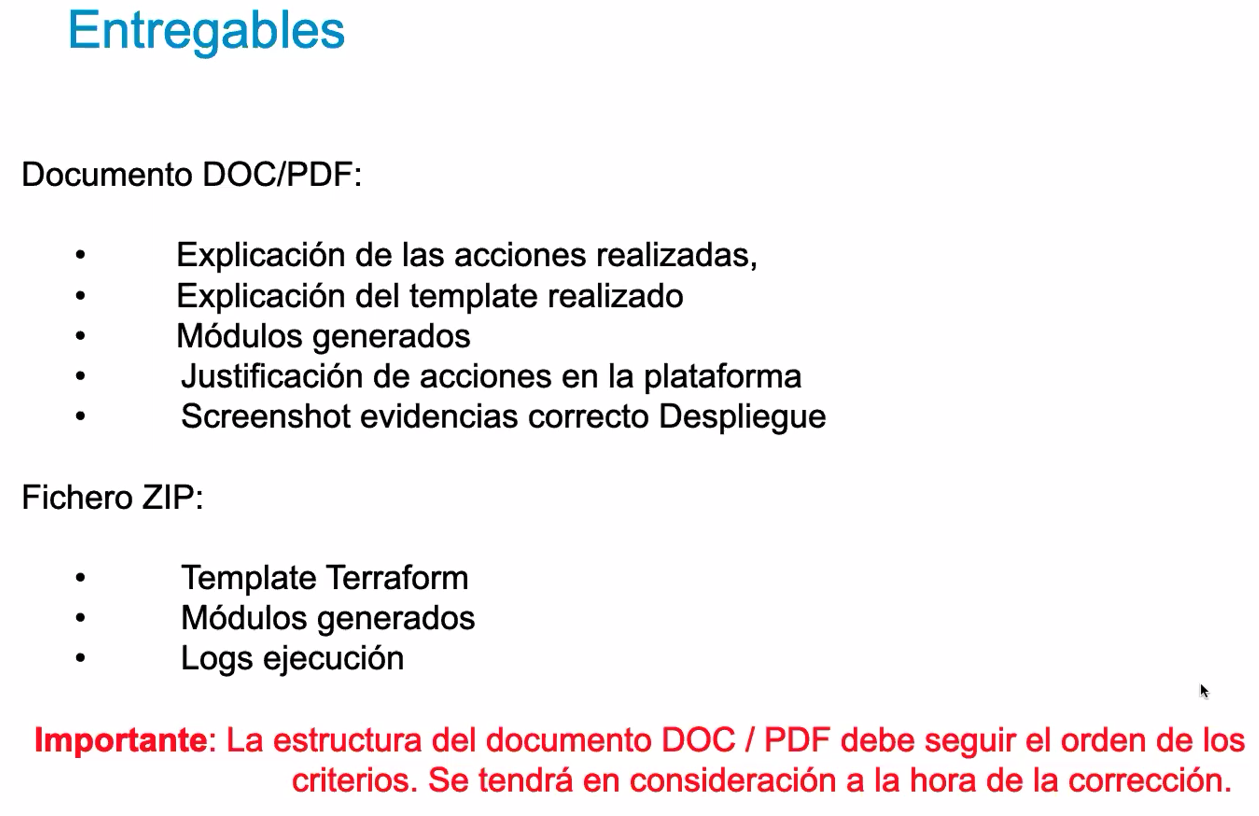 Entregables
Documento DOC/PDF:
• Explicación de las acciones realizadas,
• Explicación del template realizado
• Módulos generados
• Justificación de acciones en la plataforma
• Screenshot evidencias correcto Despliegue
Fichero ZIP:
• Template Terraform
• Módulos generados
• Logs ejecución
Importante: La estructura del documento DOC / PDF debe seguir el orden de los
criterios. Se tendrá en consideración a la hora de la corrección.